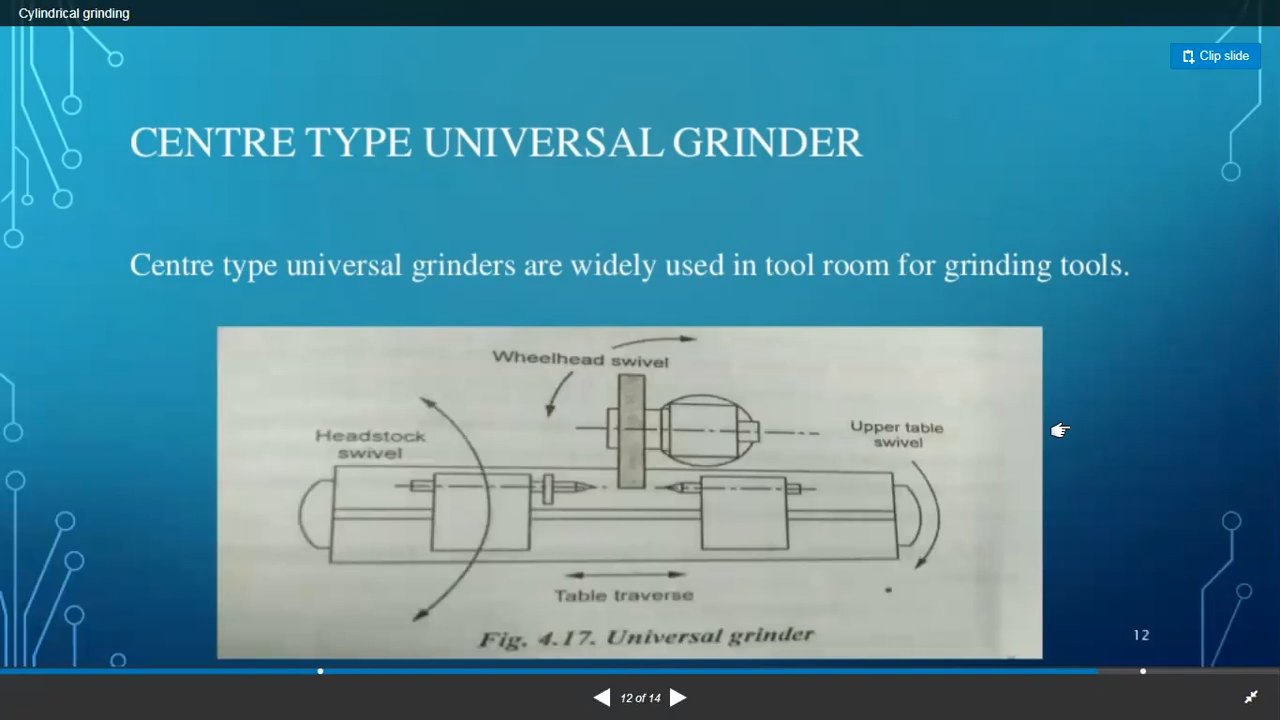 Cylindrical grinding
Clip slide
CENTRE TYPE UNIVERSAL GRINDER
Centre type universal grinders are widely used in tool room for grinding tools.
Wheelhead swivel
Headstock
swivel
Upper table
swivel
Table traverse
Fig. 4.17. Universal grinder
12
12 of 14